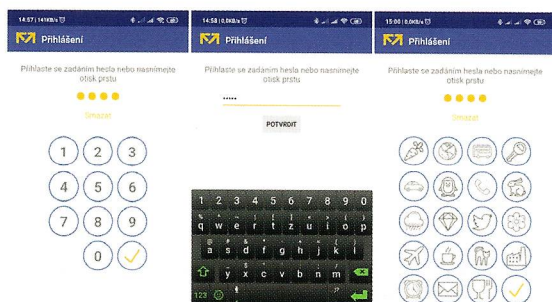 14:57 | 141KB/s
Přihlášení
Přihlaste se zadáním hesla nebo nasnímejte
otisk prstu
Smazat
1 2 3
4 5 6
7 8 9
0
14:58 | 0,0KB/s
Přihlášení
Přihlaste se zadáním hesla nebo nasnímejte
otisk prstu
POTVRDIT
1 2 3 4 5 6 7 8 9 0
q w e r t z u i o p
a s d f g h j k l
y x c v b n m
123
15:00 | 0,0KB/s
Přihlášení
Přihlaste se zadáním hesla nebo nasnímejte
otisk prstu
Smazat